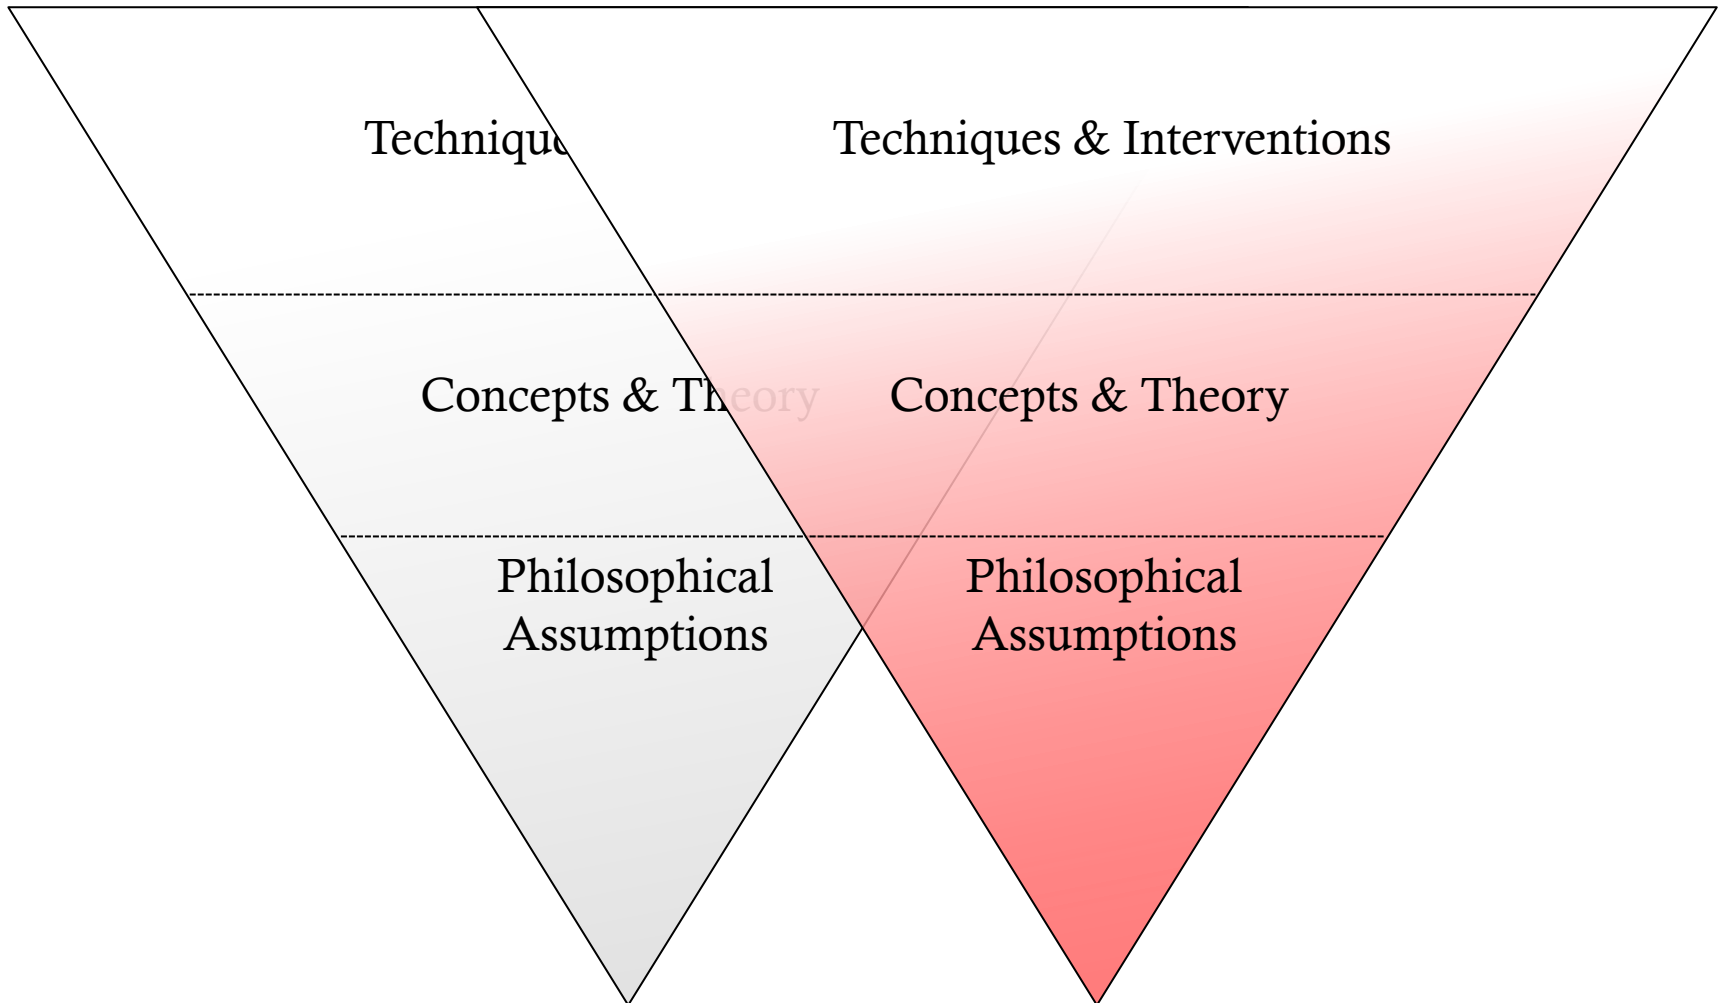 Techniques & Interventions
Concepts & Theory
Concepts & Theory
Philosophical
Assumptions
Philosophical
Assumptions